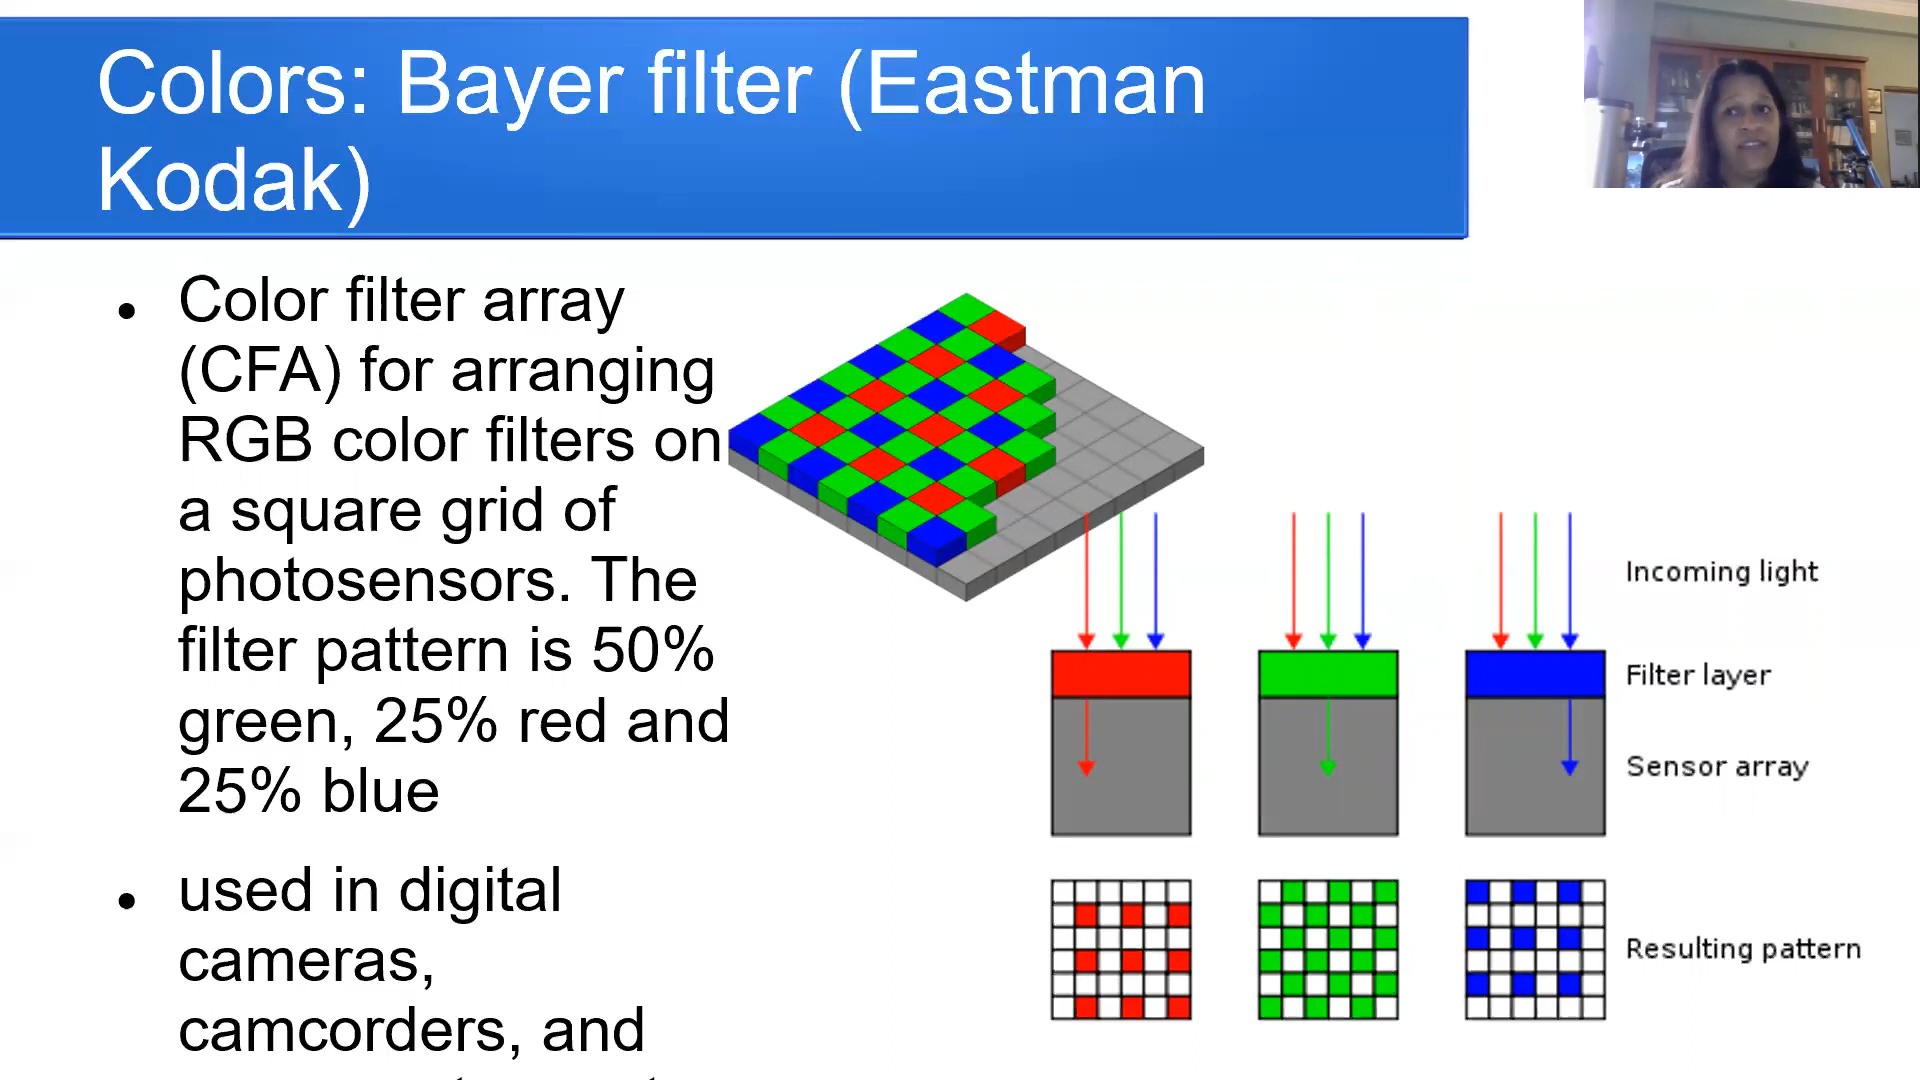 Colors: Bayer filter (Eastman
Kodak)
Color filter array
(CFA) for arranging
RGB color filters on
a square grid of
photosensors. The
filter pattern is 50%
green, 25% red and
25% blue
used in digital
cameras,
camcorders, and
Incoming light
Filter layer
Sensor array
Resulting pattern